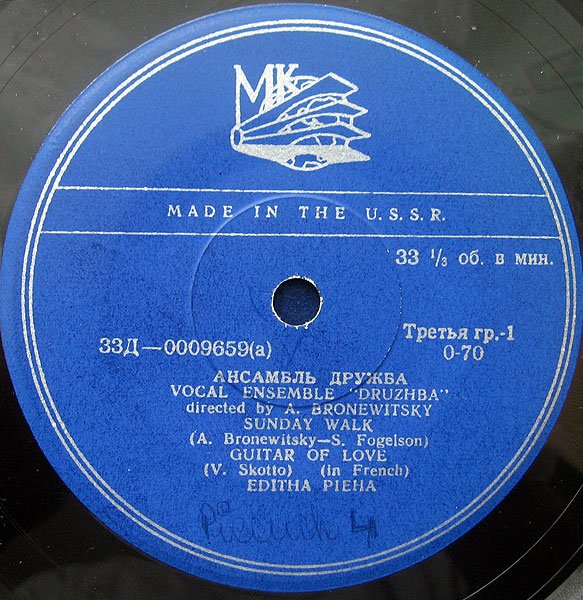 МК
MADE IN THE U.S.S.R.
33 1/3 об. в мин.
33Д—0009659(а)
Третья гр.-1
0-70
АНСАМБЛЬ ДРУЖБА
VOCAL ENSEMBLE "DRUZHBA"
directed by A. BRONEWITSKY
SUNDAY WALK
(A. Bronewitsky—S. Fogelson)
GUITAR OF LOVE
(V. Skotto) (in French)
EDITHA PIEHA